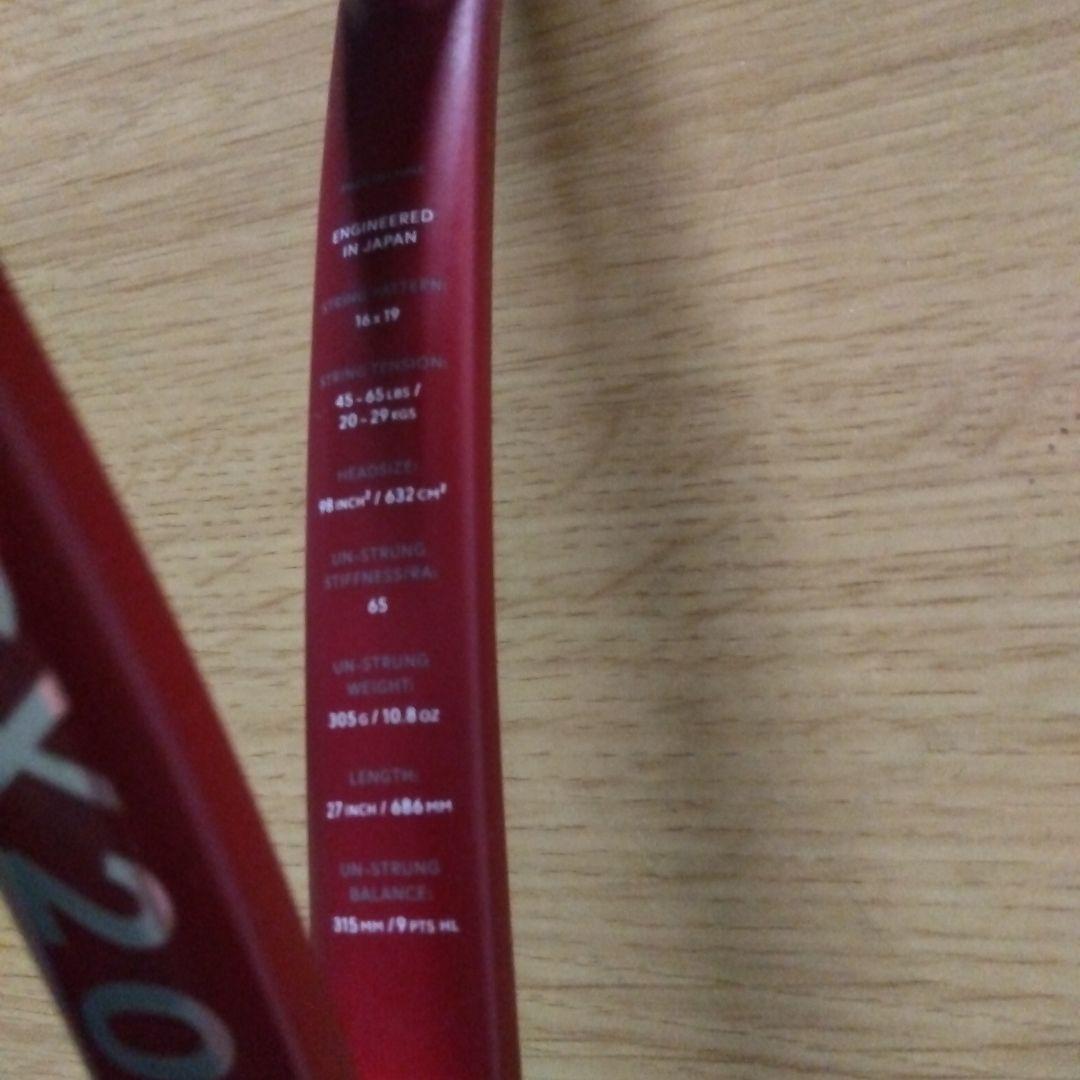 ENGINEERED
IN JAPAN
STRING PATTERN:
16 x 19
STRING TENSION:
45 - 65 LBS /
20 - 29 KGS
HEADSIZE:
98 INCH² / 632 CM²
UN-STRUNG
STIFFNESS/RA:
65
UN-STRUNG
WEIGHT:
305 G / 10.8 OZ
LENGTH:
27 INCH / 686 MM
UN-STRUNG
BALANCE:
315 MM / 9 PTS HL
X 20